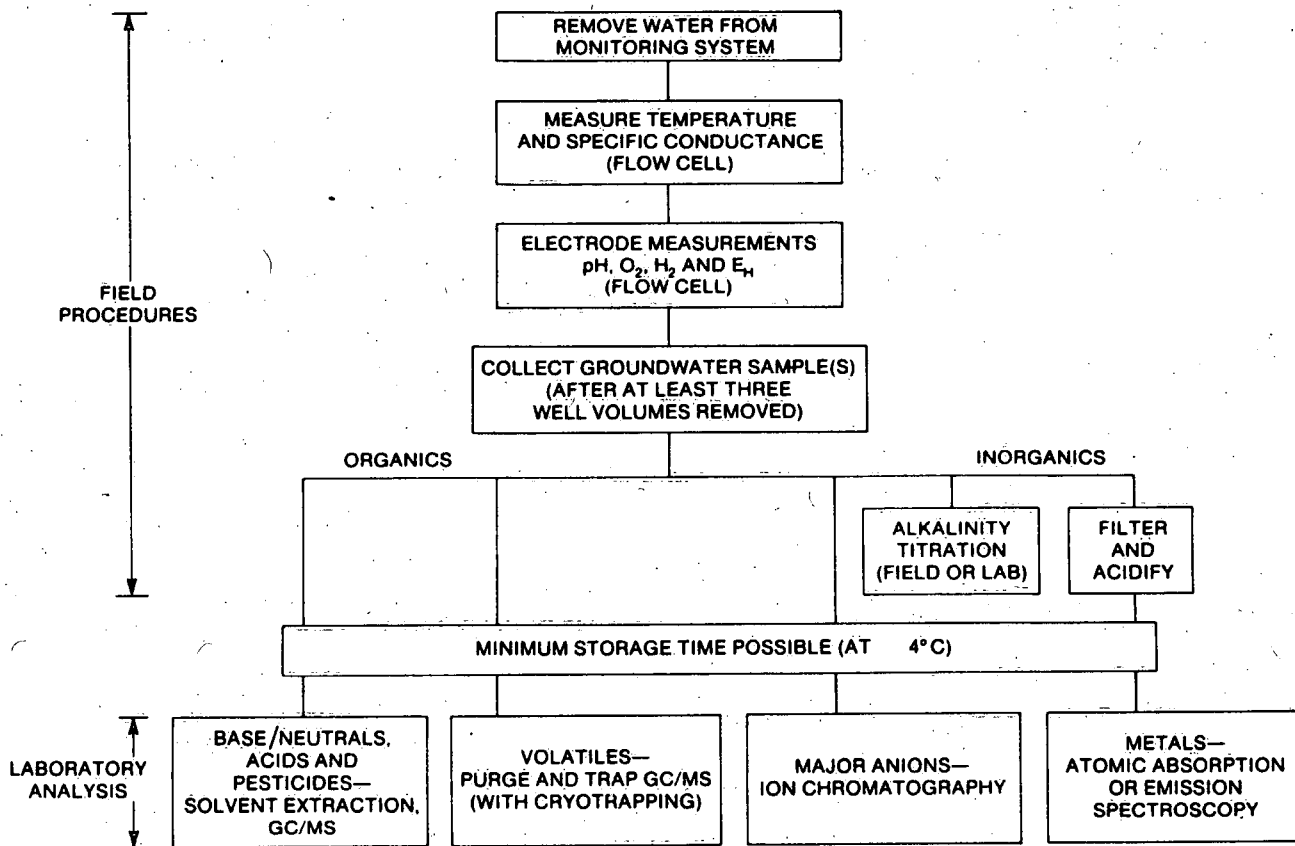 REMOVE WATER FROM
MONITORING SYSTEM
MEASURE TEMPERATURE
AND SPECIFIC CONDUCTANCE
(FLOW CELL)
ELECTRODE MEASUREMENTS
pH, O₂, H₂ AND E_H
(FLOW CELL)
FIELD
PROCEDURES
COLLECT GROUNDWATER SAMPLE(S)
(AFTER AT LEAST THREE
WELL VOLUMES REMOVED)
ORGANICS
INORGANICS
ALKALINITY
TITRATION
(FIELD OR LAB)
FILTER
AND
ACIDIFY
MINIMUM STORAGE TIME POSSIBLE (AT 4°C)
LABORATORY
ANALYSIS
BASE/NEUTRALS,
ACIDS AND
PESTICIDES—
SOLVENT EXTRACTION,
GC/MS
VOLATILES—
PURGE AND TRAP GC/MS
(WITH CRYOTRAPPING)
MAJOR ANIONS—
ION CHROMATOGRAPHY
METALS—
ATOMIC ABSORPTION
OR EMISSION
SPECTROSCOPY